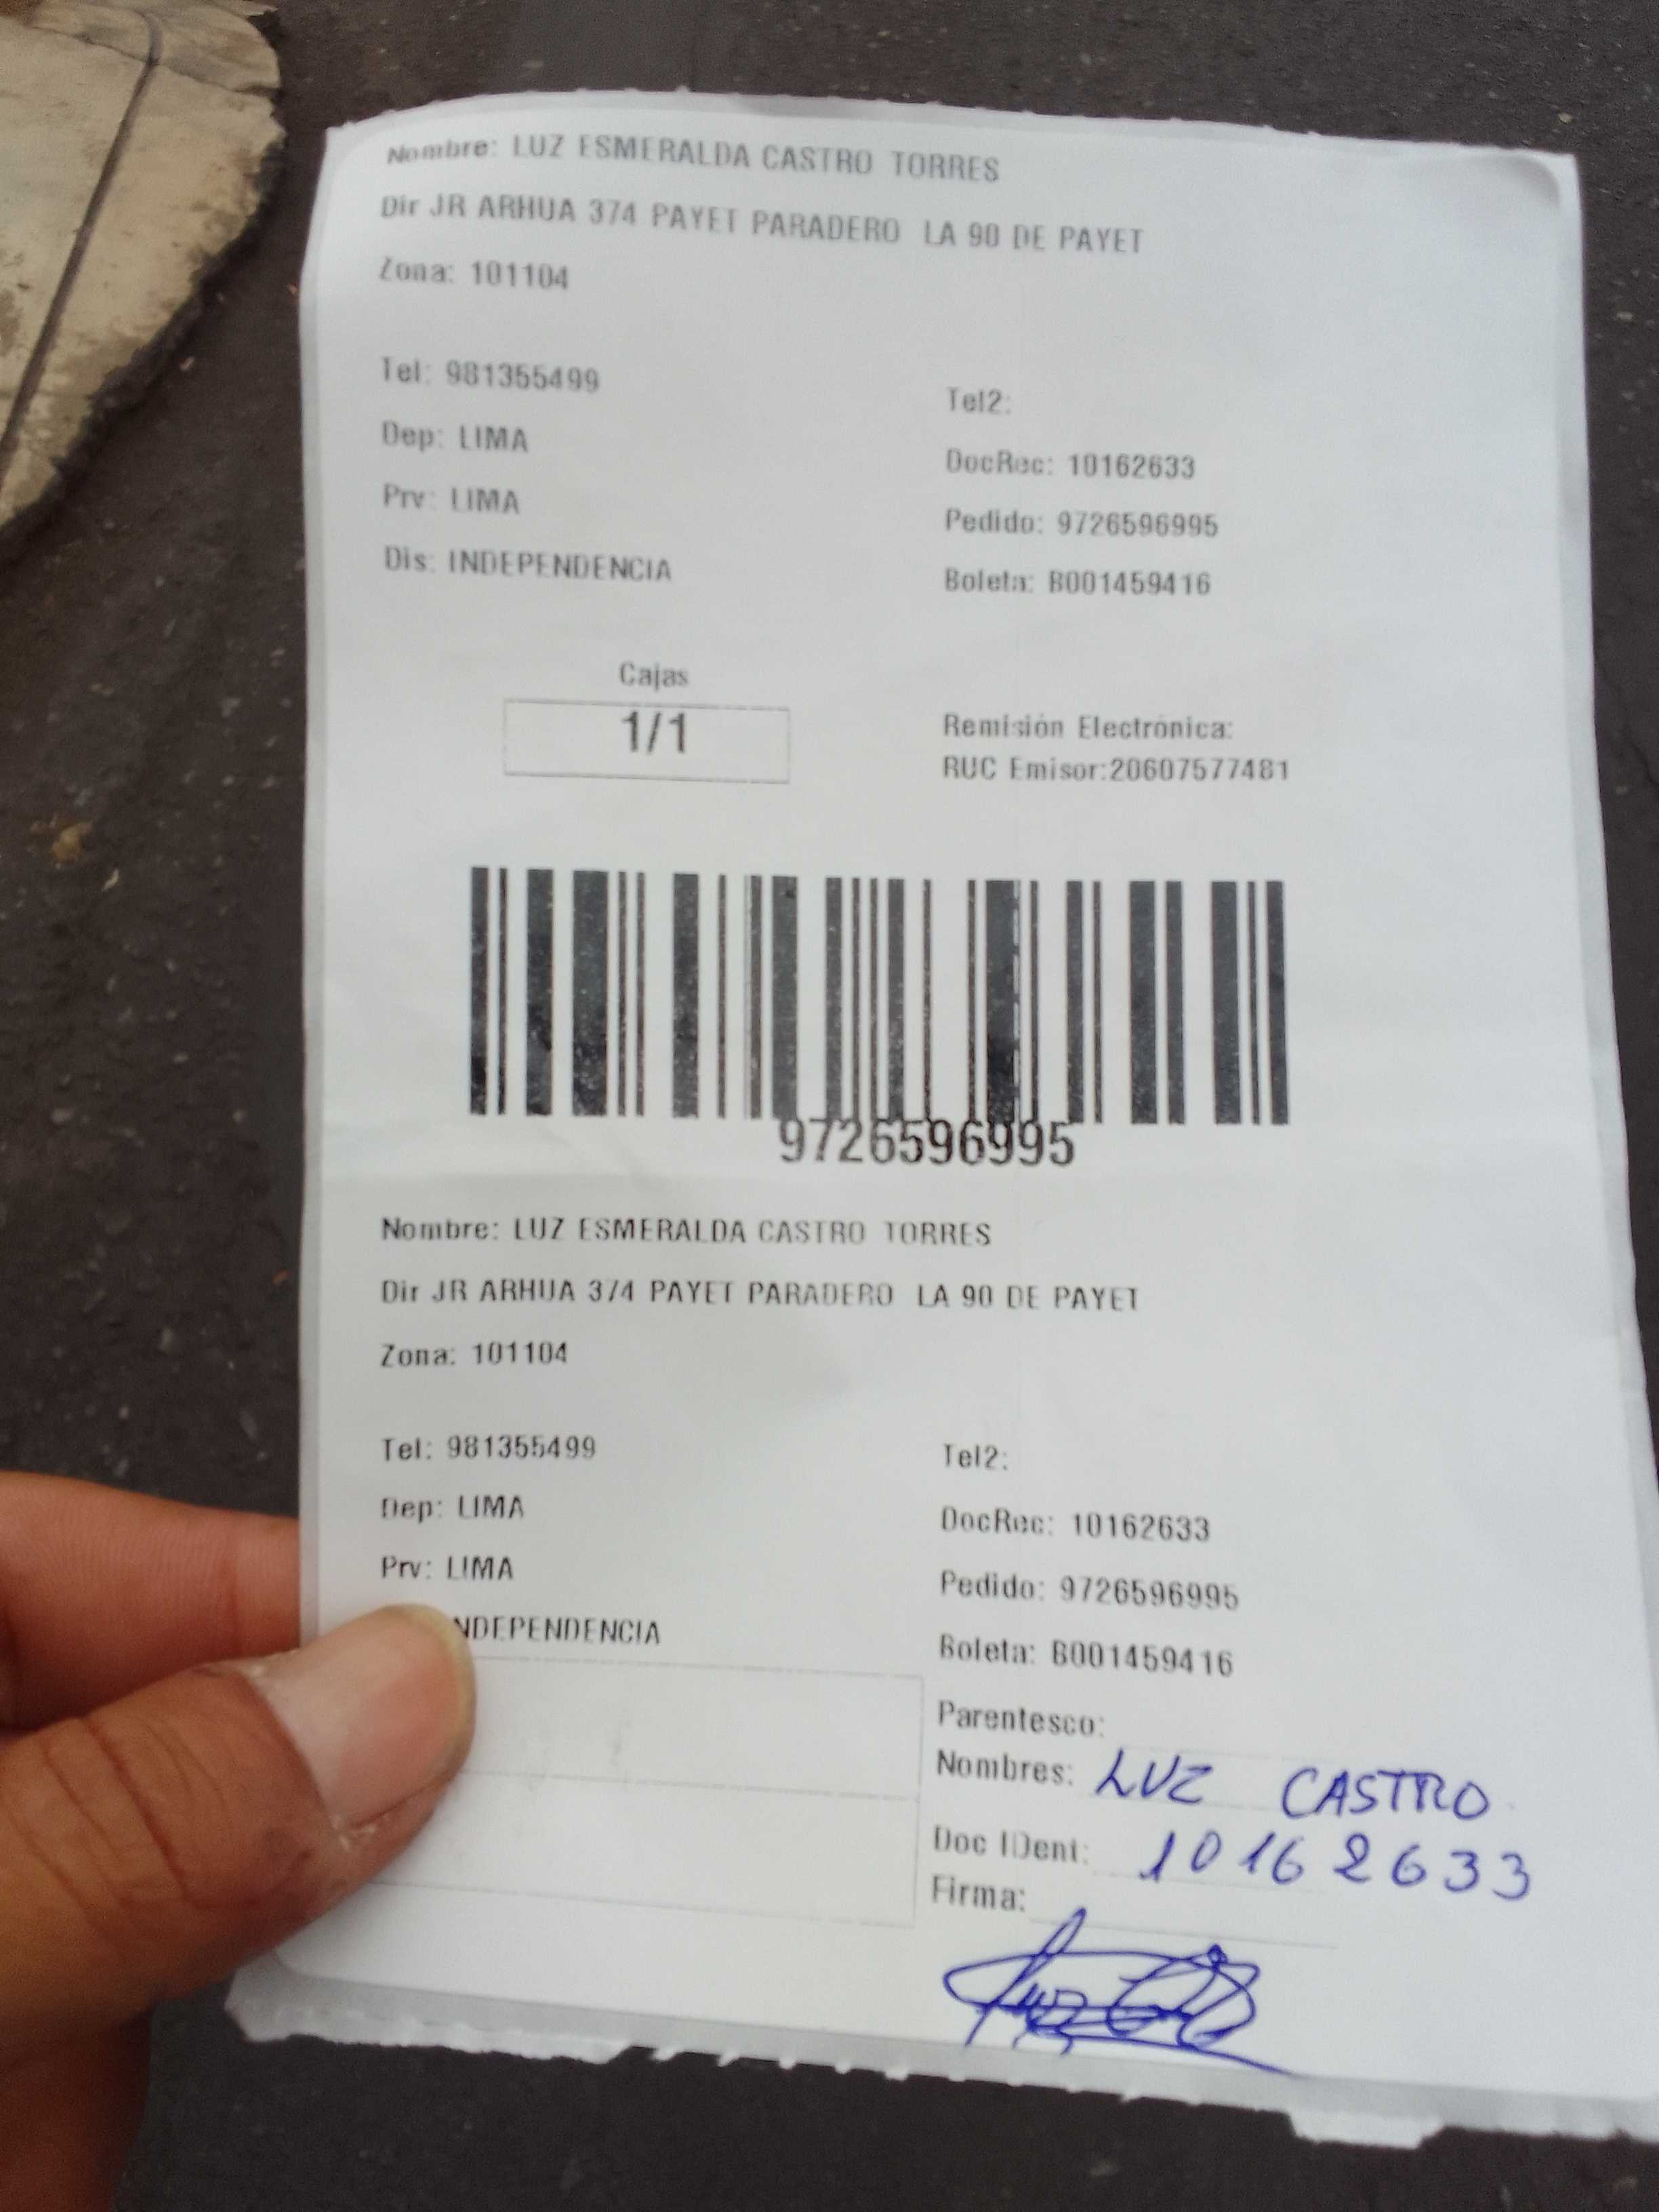 Nombre: LUZ ESMERALDA CASTRO TORRES
Dir JR ARHUA 374 PAYET PARADERO LA 90 DE PAYET
Zona: 101104
Tel: 981355499
Tel2:
Dep: LIMA
DocRec: 10162633
Prv: LIMA
Pedido: 9726596995
Dis: INDEPENDENCIA
Boleta: B001459416
Cajas
1/1
Remisión Electrónica:
RUC Emisor:20607577481
9726596995
Nombre: LUZ ESMERALDA CASTRO TORRES
Dir JR ARHUA 374 PAYET PARADERO LA 90 DE PAYET
Zona: 101104
Tel: 981355499
Tel2:
Dep: LIMA
DocRec: 10162633
Prv: LIMA
Pedido: 9726596995
NDEPENDENCIA
Boleta: B001459416
Parentesco:
Nombres: LUZ CASTRO
Doc IDent: 10162633
Firma: